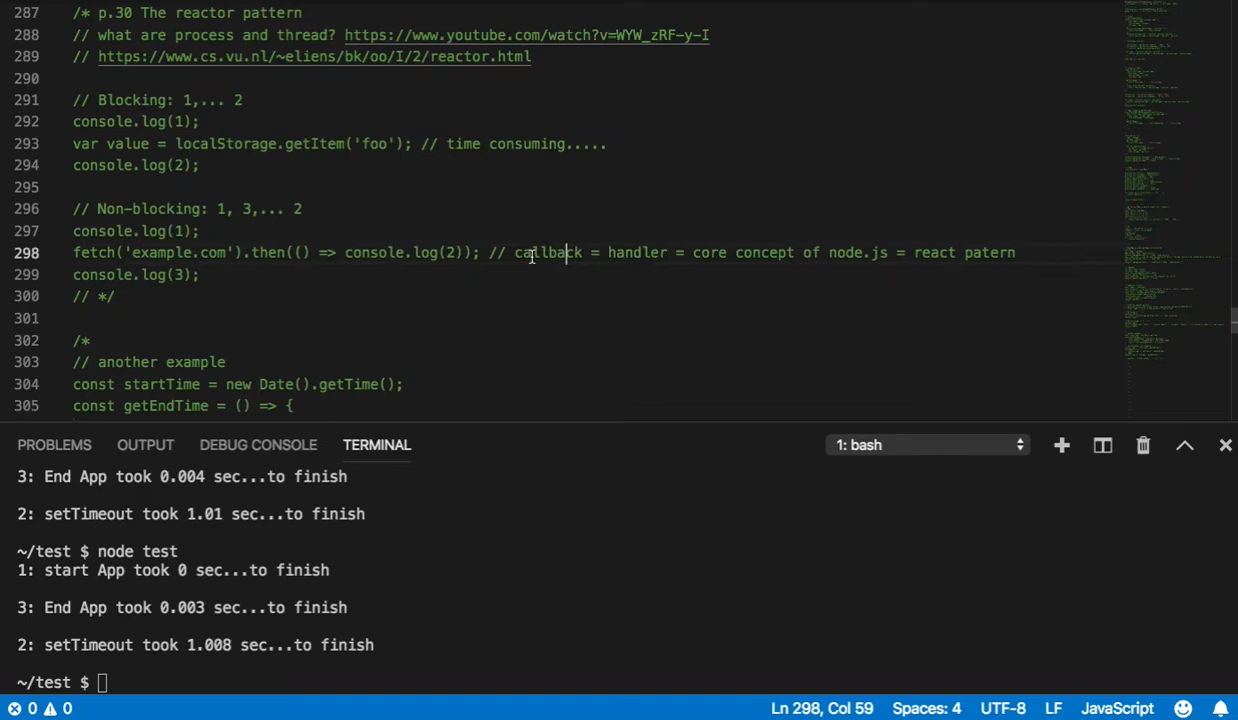 287 /* p.30 The reactor pattern
288 // what are process and thread? https://www.youtube.com/watch?v=WYW_zRF-y-I
289 // https://www.cs.vu.nl/~eliens/bk/oo/I/2/reactor.html
290
291 // Blocking: 1,... 2
292 console.log(1);
293 var value = localStorage.getItem('foo'); // time consuming.....
294 console.log(2);
295
296 // Non-blocking: 1, 3,... 2
297 console.log(1);
298 fetch('example.com').then(() => console.log(2)); // callback = handler = core concept of node.js = react patern
299 console.log(3);
300 // */
301
302 /*
303 // another example
304 const startTime = new Date().getTime();
305 const getEndTime = () => {
PROBLEMS OUTPUT DEBUG CONSOLE TERMINAL 1: bash
3: End App took 0.004 sec...to finish
2: setTimeout took 1.01 sec...to finish
~/test $ node test
1: start App took 0 sec...to finish
3: End App took 0.003 sec...to finish
2: setTimeout took 1.008 sec...to finish
~/test $
0 0 Ln 298, Col 59 Spaces: 4 UTF-8 LF JavaScript